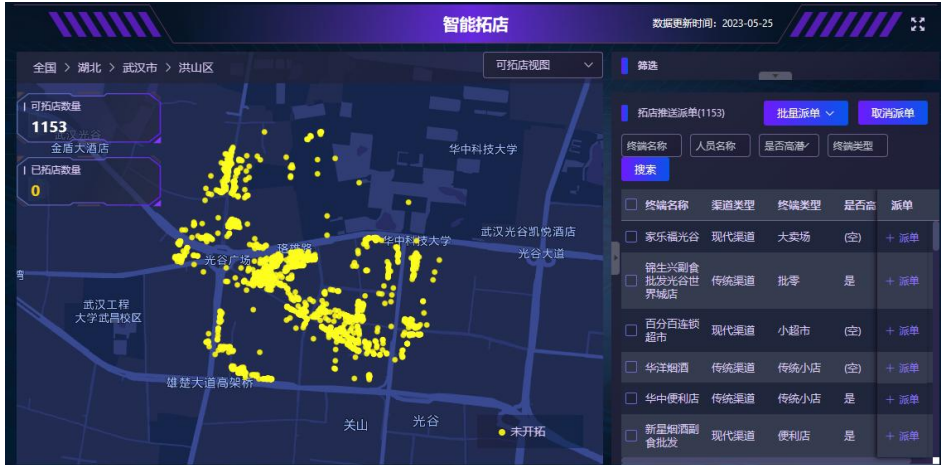 智能拓店
数据更新时间：2023-05-25
全国 > 湖北 > 武汉市 > 洪山区
可拓店视图
可拓店数量
1153
金盾大酒店
已拓店数量
0
华中科技大学
武汉光谷凯悦酒店
珞雄路
华中科技大学
光谷广场
光谷大道
武汉工程
大学武昌校区
雄楚大道高架桥
关山
光谷
未开拓
筛选
拓店推送派单(1153)
批量派单
取消派单
终端名称
人员名称
是否高潜
终端类型
搜索
终端名称 渠道类型 终端类型 是否高 派单
家乐福光谷 现代渠道 大卖场 (空) + 派单
锦生兴副食
批发光谷世 传统渠道 批零 是 + 派单
界城店
百分百连锁
超市 现代渠道 小超市 (空) + 派单
华洋烟酒 传统渠道 传统小店 (空) + 派单
华中便利店 传统渠道 传统小店 是 + 派单
新星烟酒副
食批发 现代渠道 便利店 是 + 派单